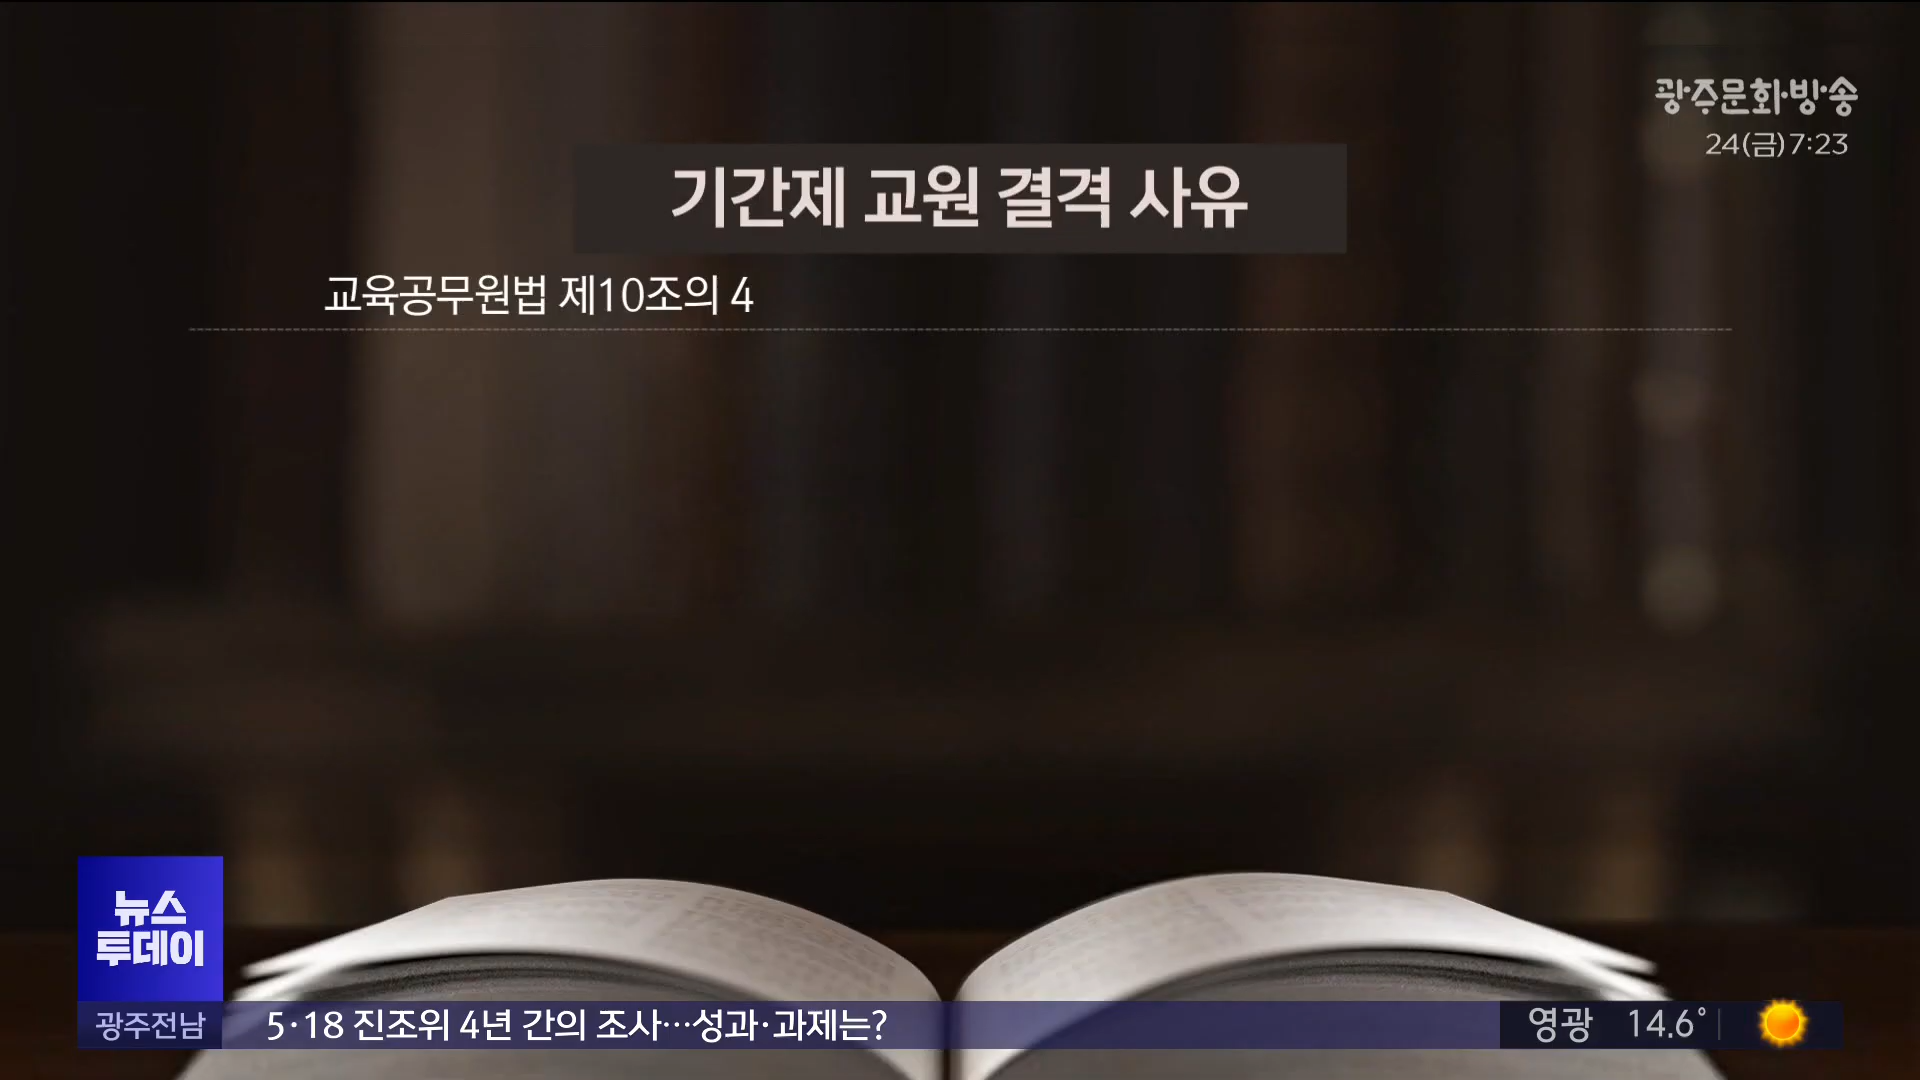 광주문화방송
24(금) 7:23
기간제 교원 결격 사유
교육공무원법 제10조의 4
뉴스
투데이
광주전남
5·18 진조위 4년 간의 조사…성과·과제는?
영광 14.6°